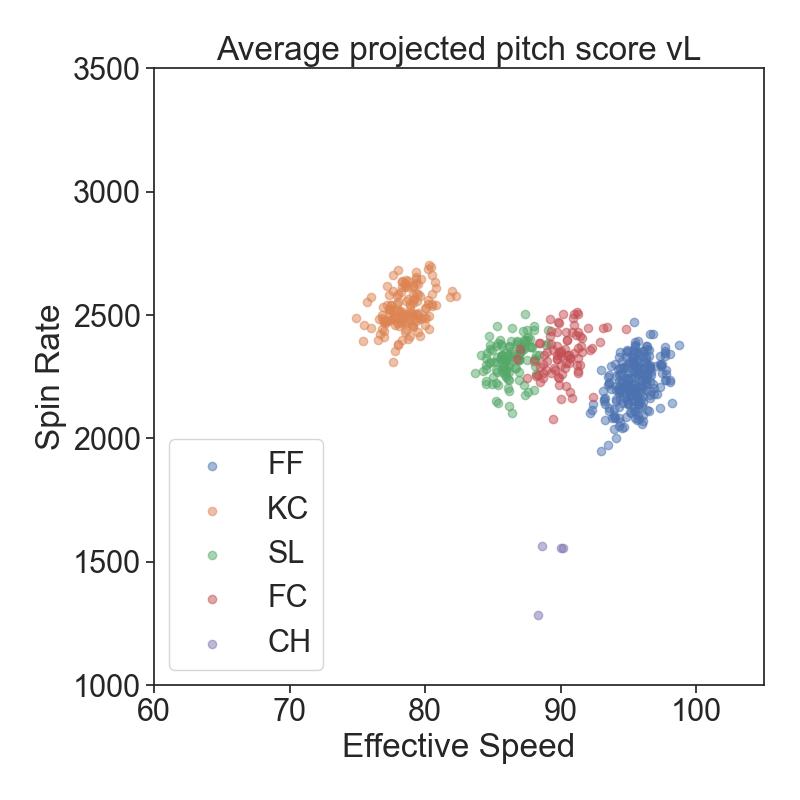 Average projected pitch score vL
3500
3000
2500
2000
1500
1000
Spin Rate
FF
KC
SL
FC
CH
60 70 80 90 100
Effective Speed